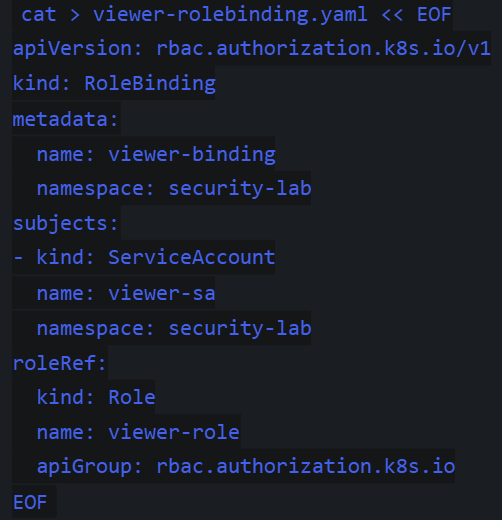 cat > viewer-rolebinding.yaml << EOF
apiVersion: rbac.authorization.k8s.io/v1
kind: RoleBinding
metadata:
  name: viewer-binding
  namespace: security-lab
subjects:
- kind: ServiceAccount
  name: viewer-sa
  namespace: security-lab
roleRef:
  kind: Role
  name: viewer-role
  apiGroup: rbac.authorization.k8s.io
EOF